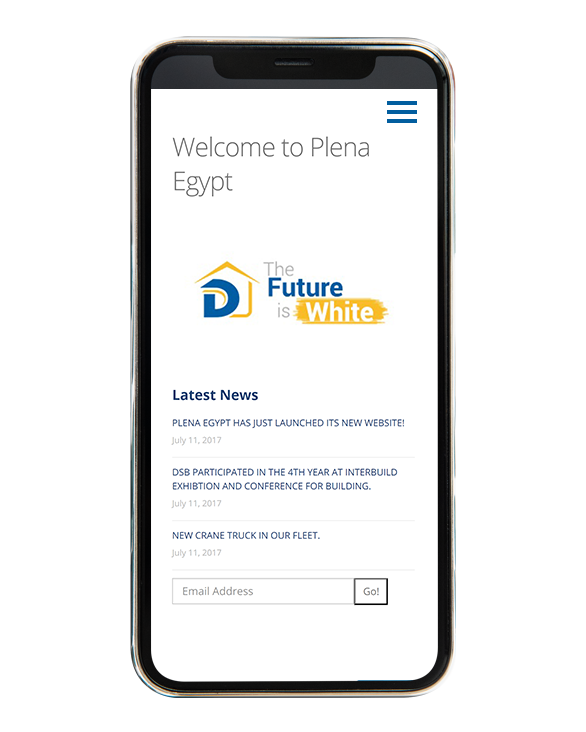 Welcome to Plena
Egypt
The
Future
is White
Latest News
PLENA EGYPT HAS JUST LAUNCHED ITS NEW WEBSITE!
July 11, 2017
DSB PARTICIPATED IN THE 4TH YEAR AT INTERBUILD
EXHIBTION AND CONFERENCE FOR BUILDING.
July 11, 2017
NEW CRANE TRUCK IN OUR FLEET.
July 11, 2017
Email Address Go!